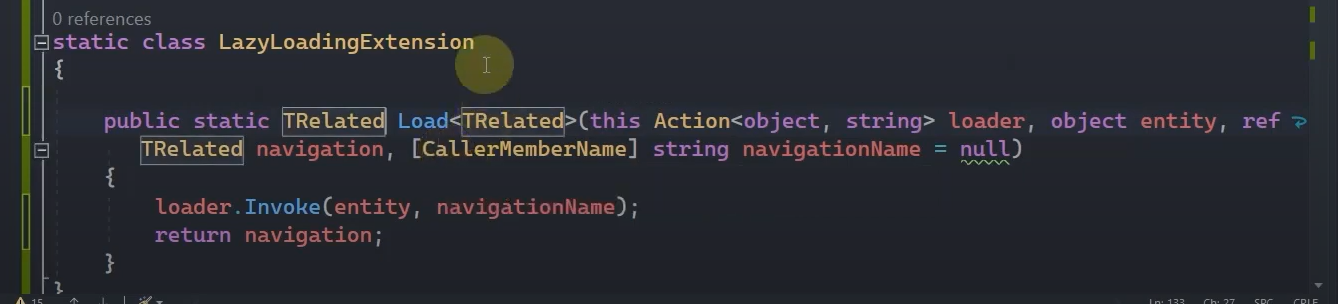 0 references
static class LazyLoadingExtension
{
public static TRelated Load<TRelated>(this Action<object, string> loader, object entity, ref
TRelated navigation, [CallerMemberName] string navigationName = null)
{
loader.Invoke(entity, navigationName);
return navigation;
}
}
15 Ln: 133 Ch: 27 SPC CRLF